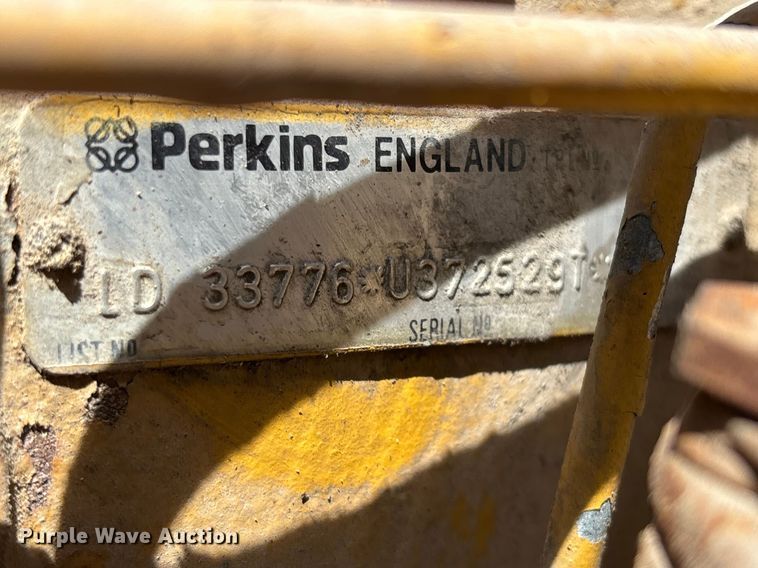 Perkins ENGLAND
LD 33776*U372529T*
LIST NO SERIAL NO
Purple Wave Auction